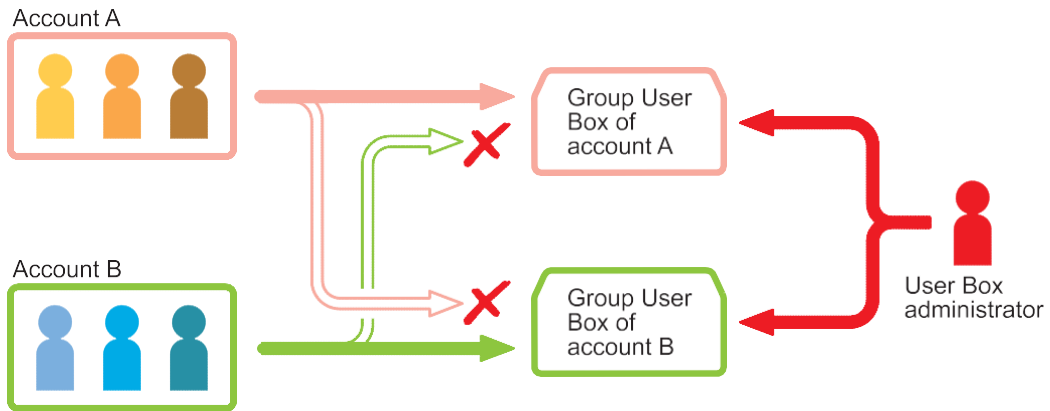 Account A
Group User
Box of
account A
Account B
Group User
Box of
account B
User Box
administrator